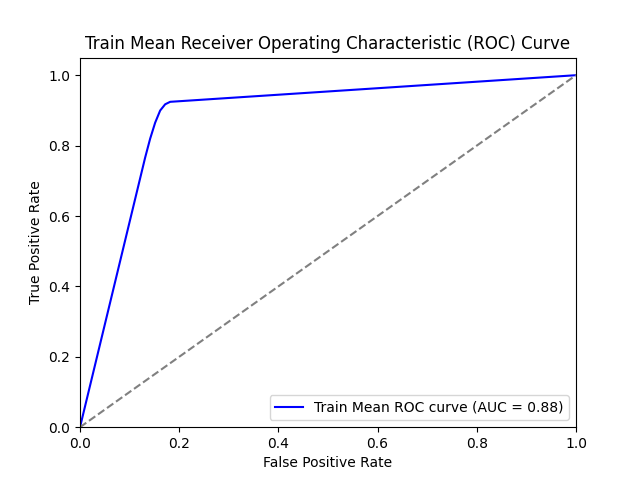 Train Mean Receiver Operating Characteristic (ROC) Curve
1.0
0.8
0.6
0.4
0.2
0.0
True Positive Rate
Train Mean ROC curve (AUC = 0.88)
0.0 0.2 0.4 0.6 0.8 1.0
False Positive Rate